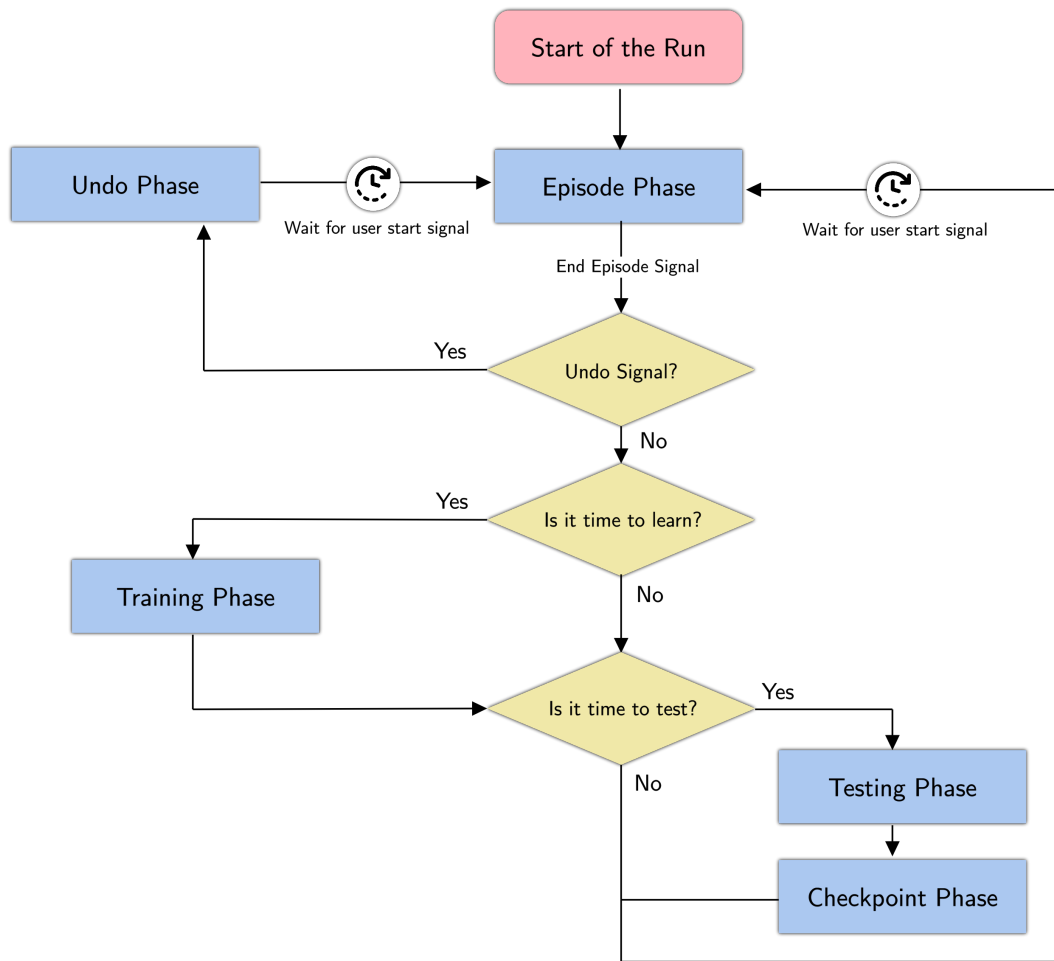 Start of the Run
Undo Phase
Episode Phase
Wait for user start signal
Wait for user start signal
End Episode Signal
Yes
Undo Signal?
No
Yes
Is it time to learn?
Training Phase
No
Is it time to test?
Yes
No
Testing Phase
Checkpoint Phase